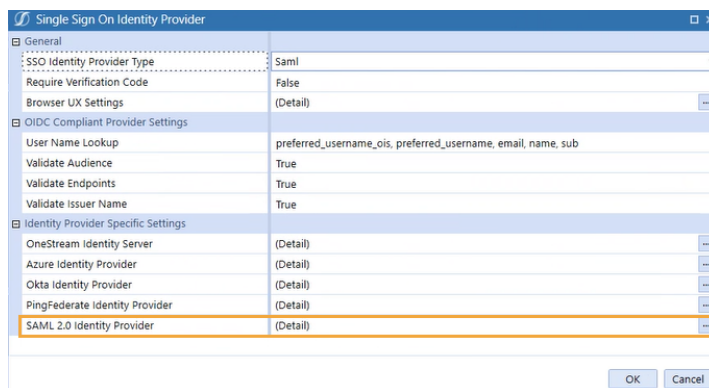 Single Sign On Identity Provider
General
SSO Identity Provider Type Saml
Require Verification Code False
Browser UX Settings (Detail) ...
OIDC Compliant Provider Settings
User Name Lookup preferred_username_ois, preferred_username, email, name, sub
Validate Audience True
Validate Endpoints True
Validate Issuer Name True
Identity Provider Specific Settings
OneStream Identity Server (Detail) ...
Azure Identity Provider (Detail) ...
Okta Identity Provider (Detail) ...
PingFederate Identity Provider (Detail) ...
SAML 2.0 Identity Provider (Detail) ...
OK Cancel